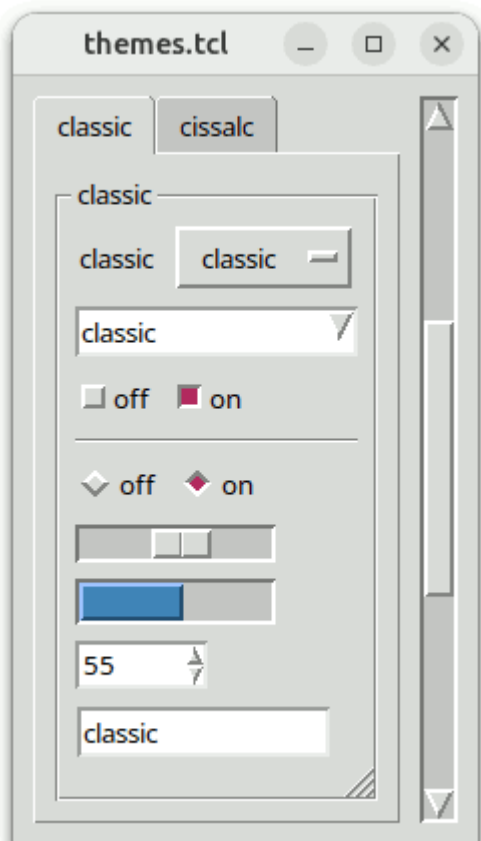 themes.tcl
classic cissalc
classic
classic classic
classic
off on
off on
55
classic